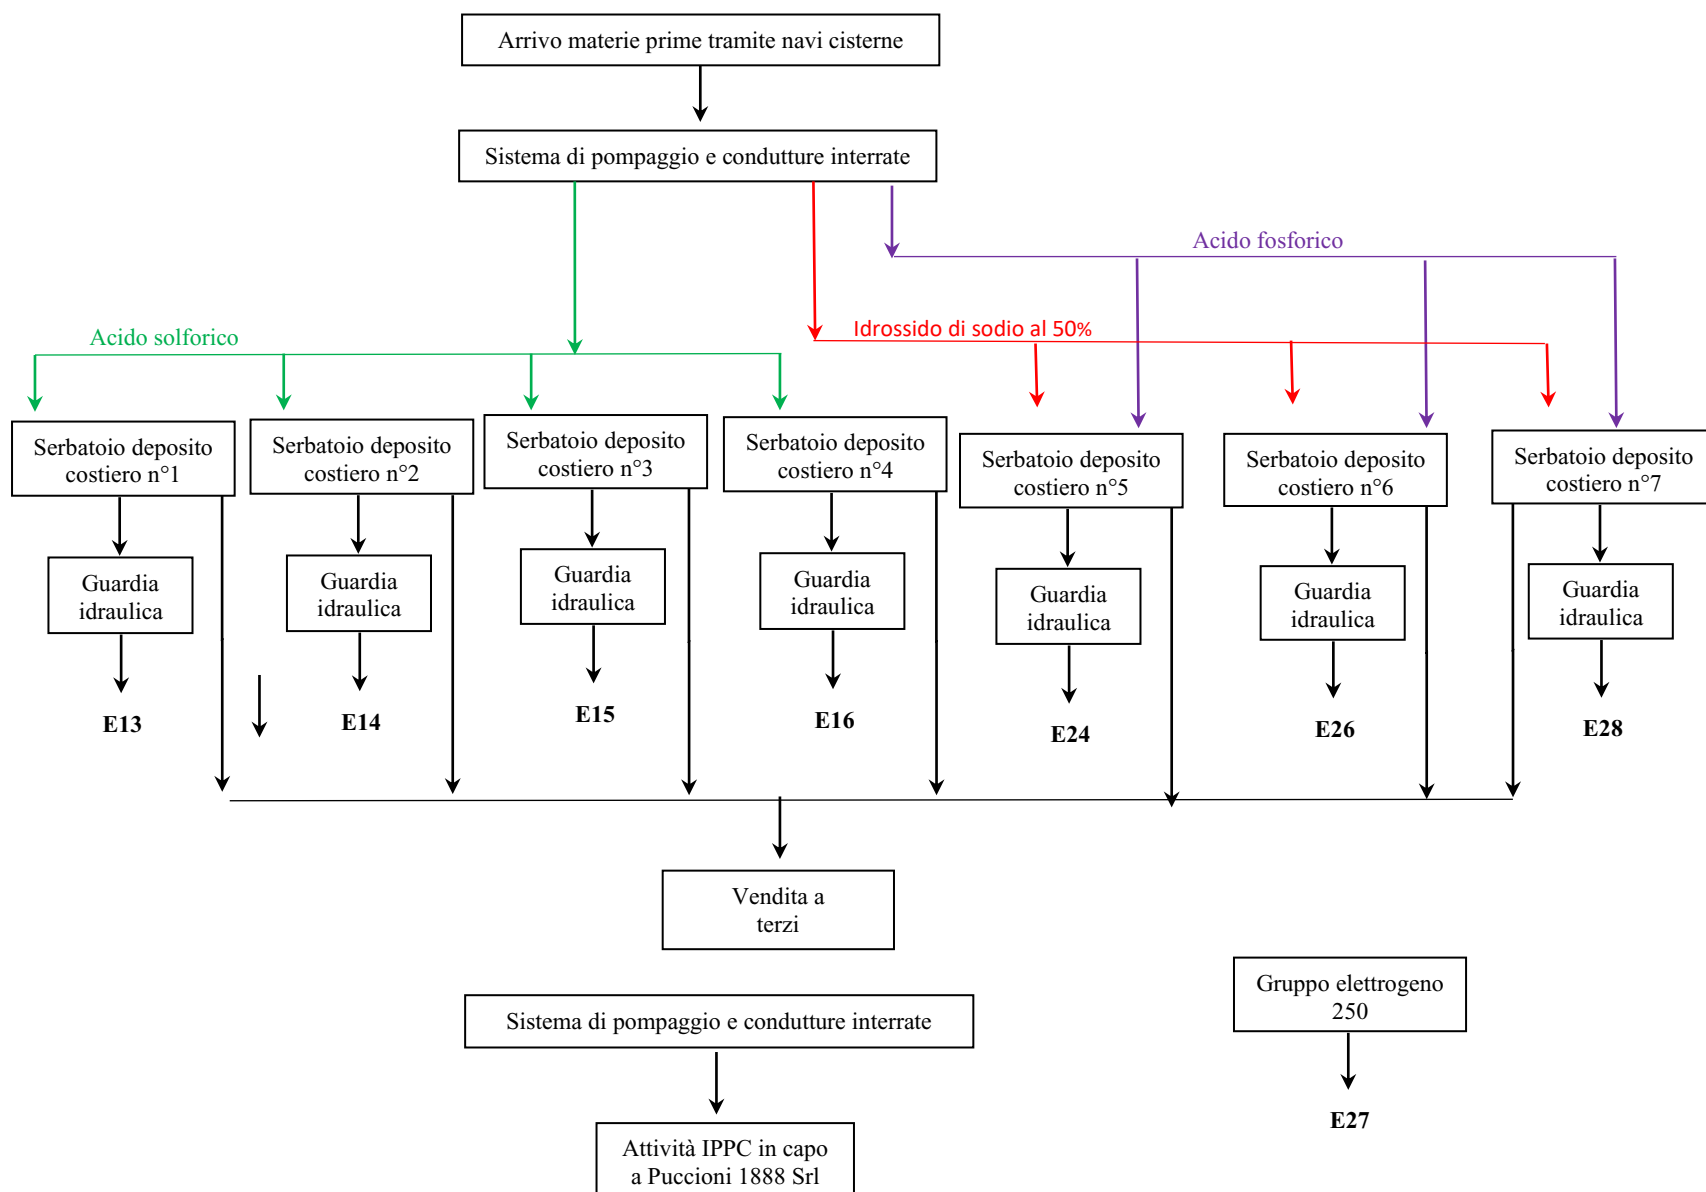 Arrivo materie prime tramite navi cisterne
Sistema di pompaggio e condutture interrate
Acido fosforico
Acido solforico
Idrossido di sodio al 50%
Serbatoio deposito
costiero n°1
Serbatoio deposito
costiero n°2
Serbatoio deposito
costiero n°3
Serbatoio deposito
costiero n°4
Serbatoio deposito
costiero n°5
Serbatoio deposito
costiero n°6
Serbatoio deposito
costiero n°7
Guardia
idraulica
Guardia
idraulica
Guardia
idraulica
Guardia
idraulica
Guardia
idraulica
Guardia
idraulica
Guardia
idraulica
E13
E14
E15
E16
E24
E26
E28
Vendita a
terzi
Sistema di pompaggio e condutture interrate
Gruppo elettrogeno
250
E27
Attività IPPC in capo
a Puccioni 1888 Srl